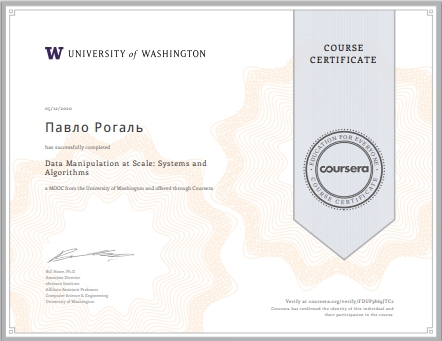 W UNIVERSITY of WASHINGTON
COURSE
CERTIFICATE
05/12/2020
Павло Рогаль
has successfully completed
Data Manipulation at Scale: Systems and
Algorithms
a MOOC from the University of Washington and offered through Coursera
EDUCATION FOR EVERYONE
coursera
COURSE CERTIFICATE
Bill Howe, Ph.D
Associate Director
eScience Institute
Affiliate Assistant Professor
Computer Science & Engineering
University of Washington
Verify at coursera.org/verify/
Coursera has confirmed the identity of this individual and
their participation in the course.